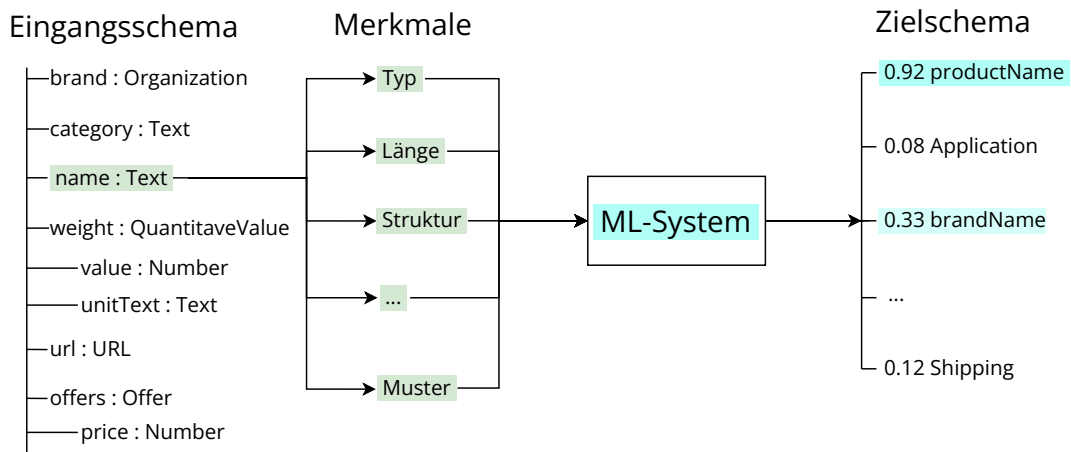 Eingangsschema
brand : Organization
category : Text
name : Text
weight : QuantitaveValue
value : Number
unitText : Text
url : URL
offers : Offer
price : Number
Merkmale
Typ
Länge
Struktur
...
Muster
ML-System
Zielschema
0.92 productName
0.08 Application
0.33 brandName
...
0.12 Shipping